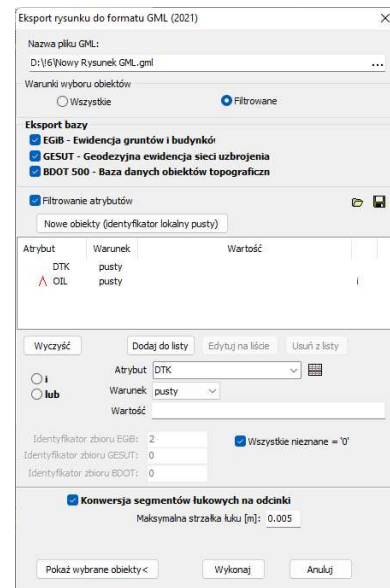 Eksport rysunku do formatu GML (2021)
Nazwa pliku GML:
D:\!6\Nowy Rysunek GML.gml ...
Warunki wyboru obiektów
Wszystkie Filtrowane
Eksport bazy
EGiB - Ewidencja gruntów i budynków
GESUT - Geodezyjna ewidencja sieci uzbrojenia
BDOT 500 - Baza danych obiektów topograficzn
Filtrowanie atrybutów
Nowe obiekty (identyfikator lokalny pusty)
Atrybut Warunek Wartość
DTK pusty
OIL pusty i
Wyczyść Dodaj do listy Edytuj na liście Usuń z listy
i
lub
Atrybut DTK
Warunek pusty
Wartość
Identyfikator zbioru EGiB: 2 Wszystkie nieznane = '0'
Identyfikator zbioru GESUT: 0
Identyfikator zbioru BDOT: 0
Konwersja segmentów łukowych na odcinki
Maksymalna strzałka łuku [m]: 0.005
Pokaż wybrane obiekty< Wykonaj Anuluj